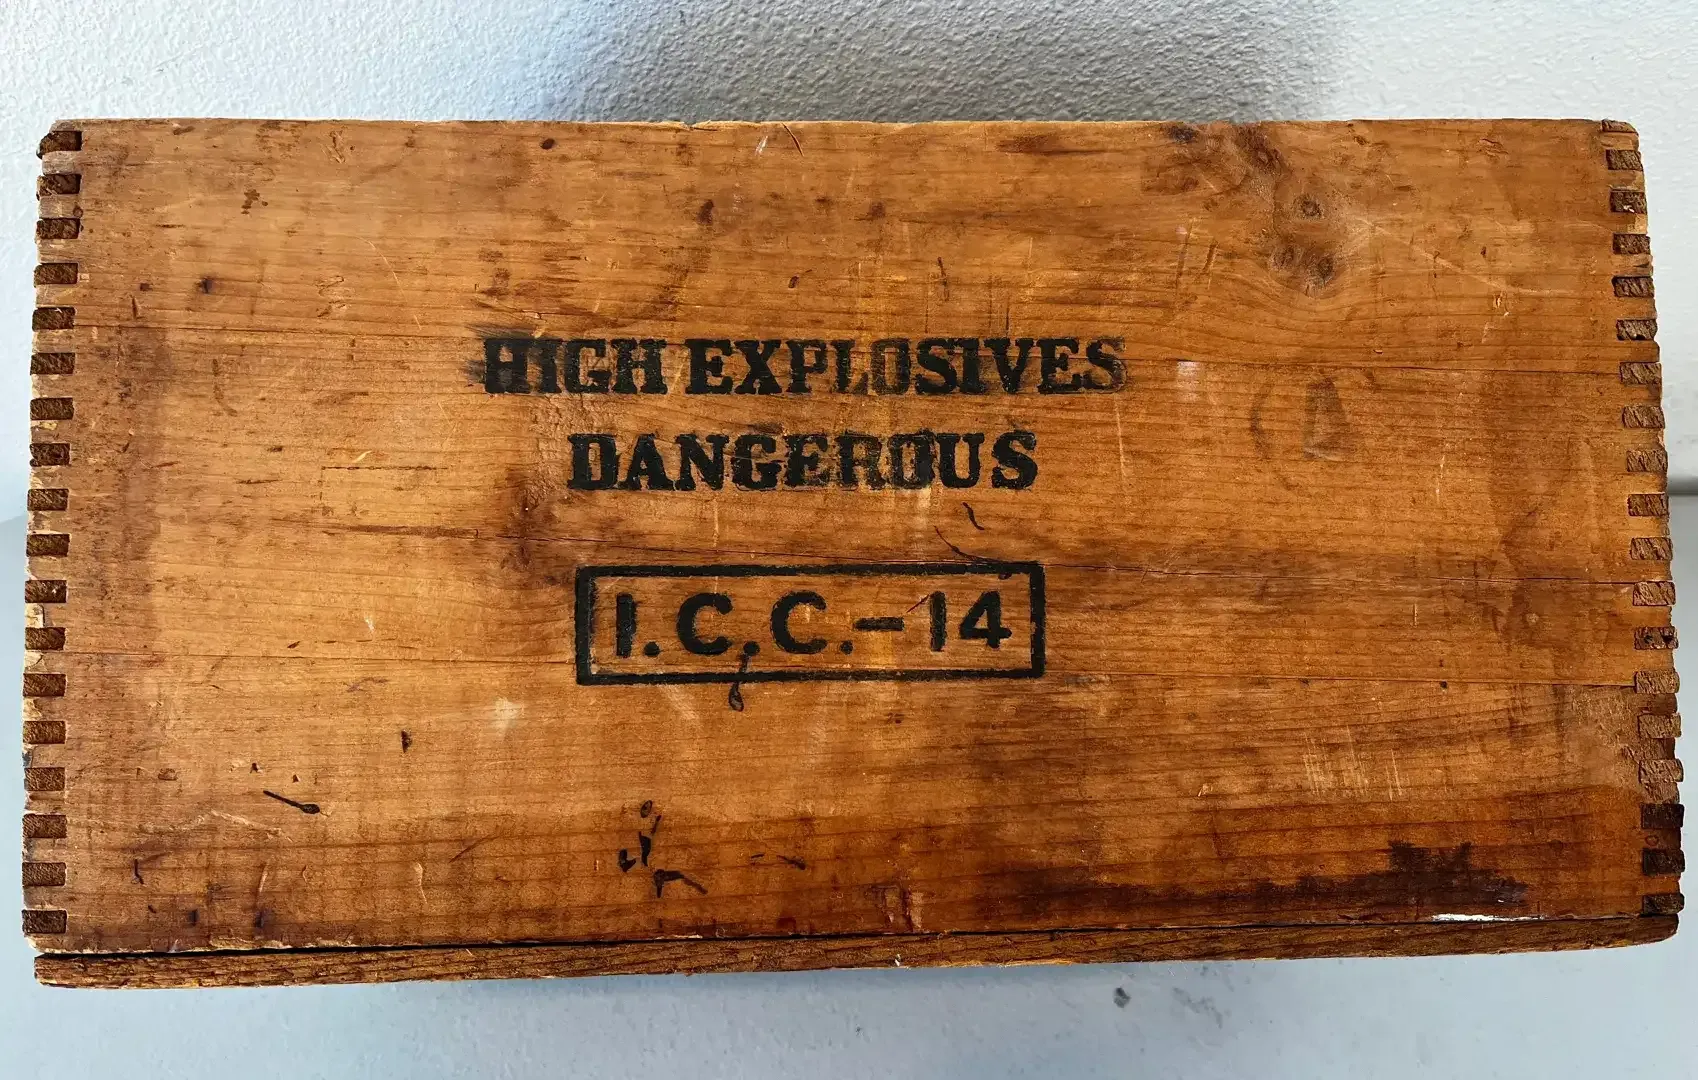 HIGH EXPLOSIVES
DANGEROUS
I.C.C.-14